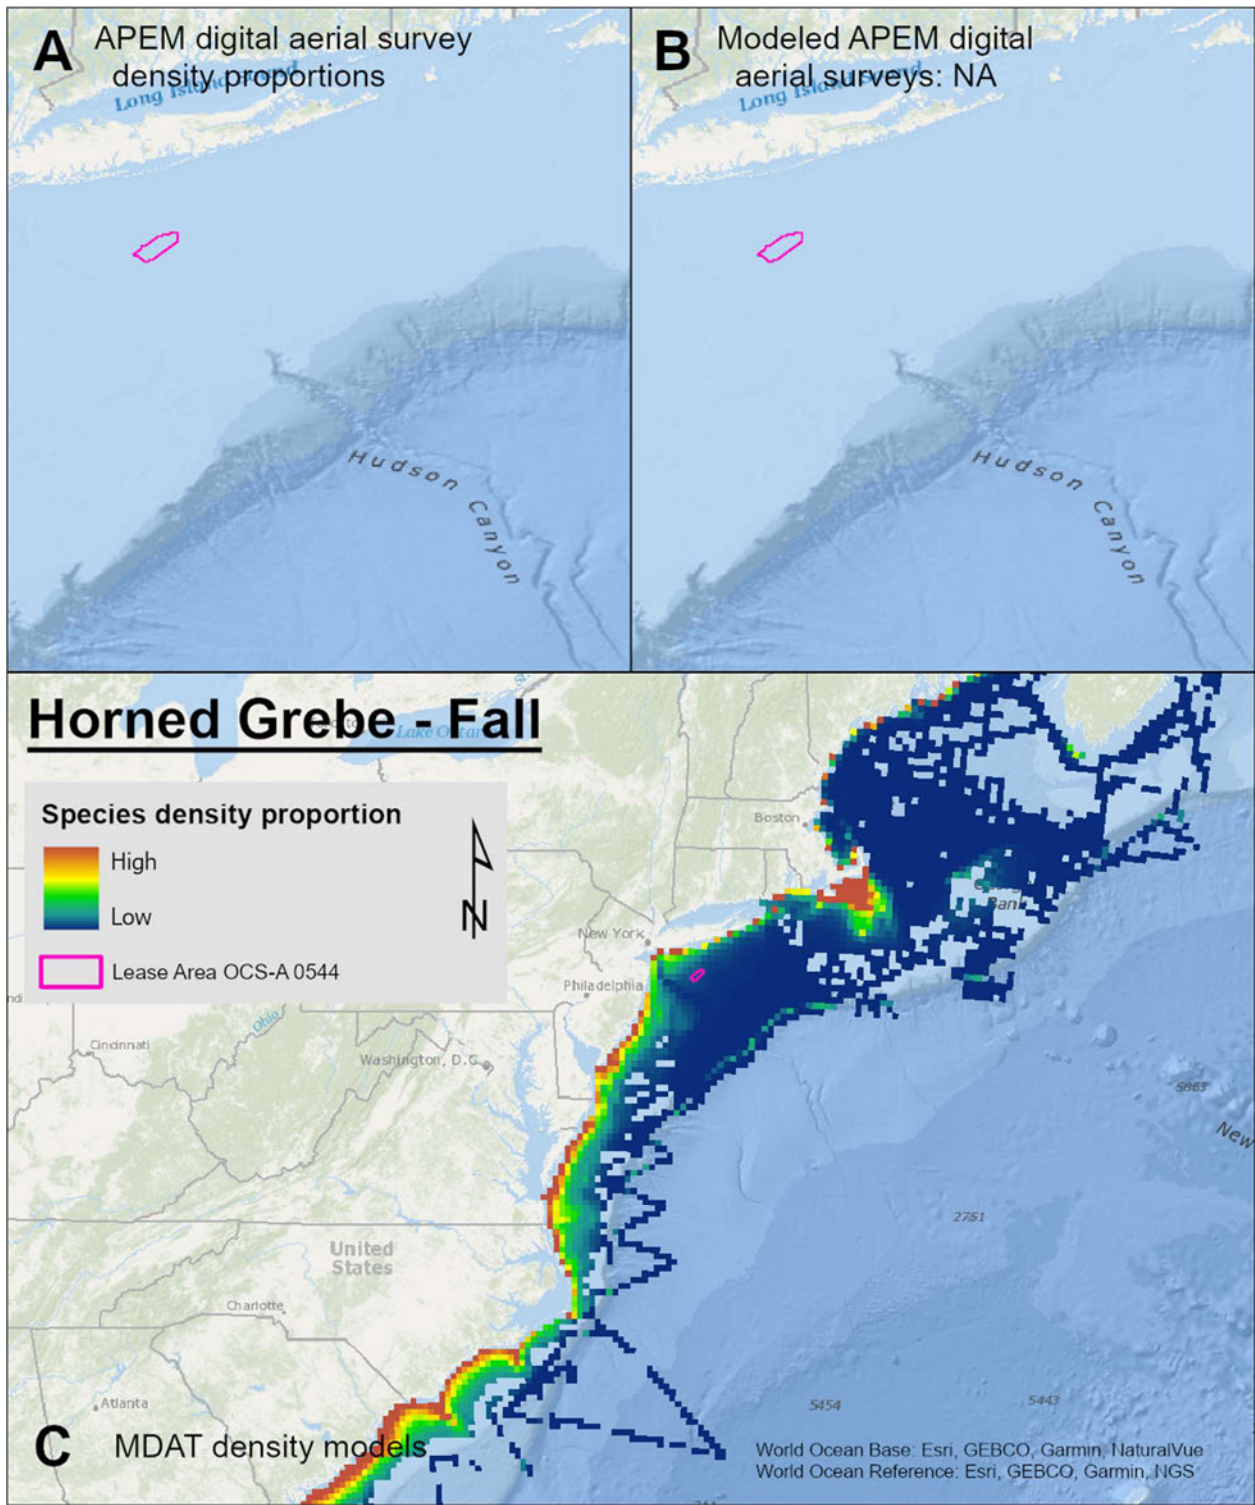 A APEM digital aerial survey
density proportions
Long Island Sound
Hudson Canyon
B Modeled APEM digital
aerial surveys: NA
Long Island Sound
Hudson Canyon
Horned Grebe - Fall
Species density proportion
High
Low
N
Lease Area OCS-A 0544
Boston
New York
Philadelphia
Ohio
Cincinnati
Washington, D.C.
United
States
Charlotte
Atlanta
Bank
5863
New
2751
5454
5443
C MDAT density models
World Ocean Base: Esri, GEBCO, Garmin, NaturalVue
World Ocean Reference: Esri, GEBCO, Garmin, NGS